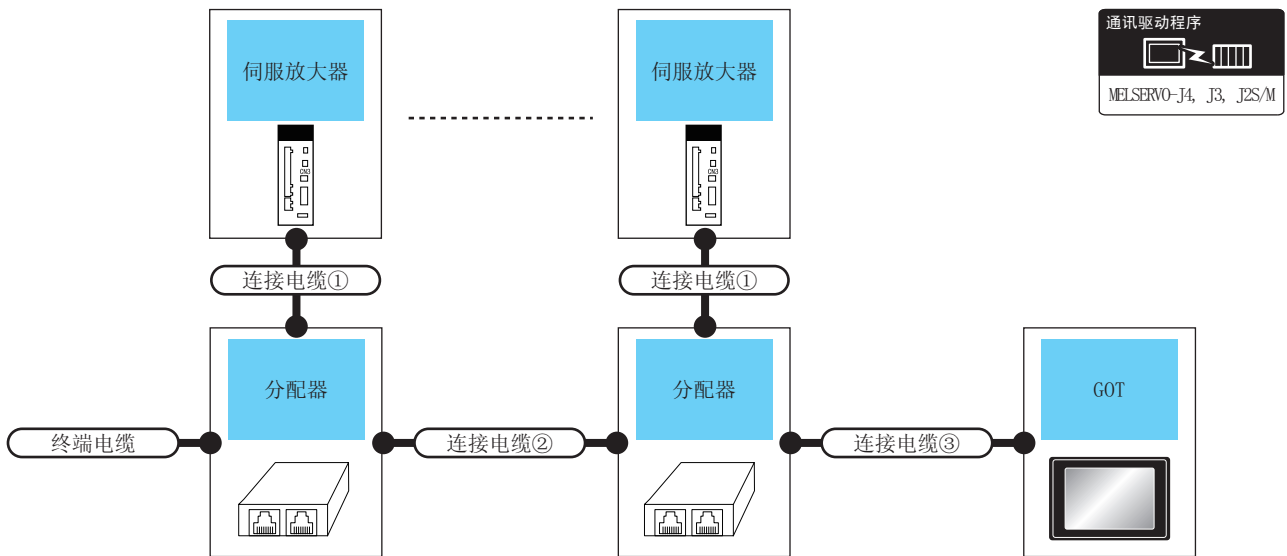 通讯驱动程序
MELSERVO-J4, J3, J2S/M
伺服放大器
伺服放大器
CN3
CN3
连接电缆①
连接电缆①
分配器
分配器
GOT
终端电缆
连接电缆②
连接电缆③